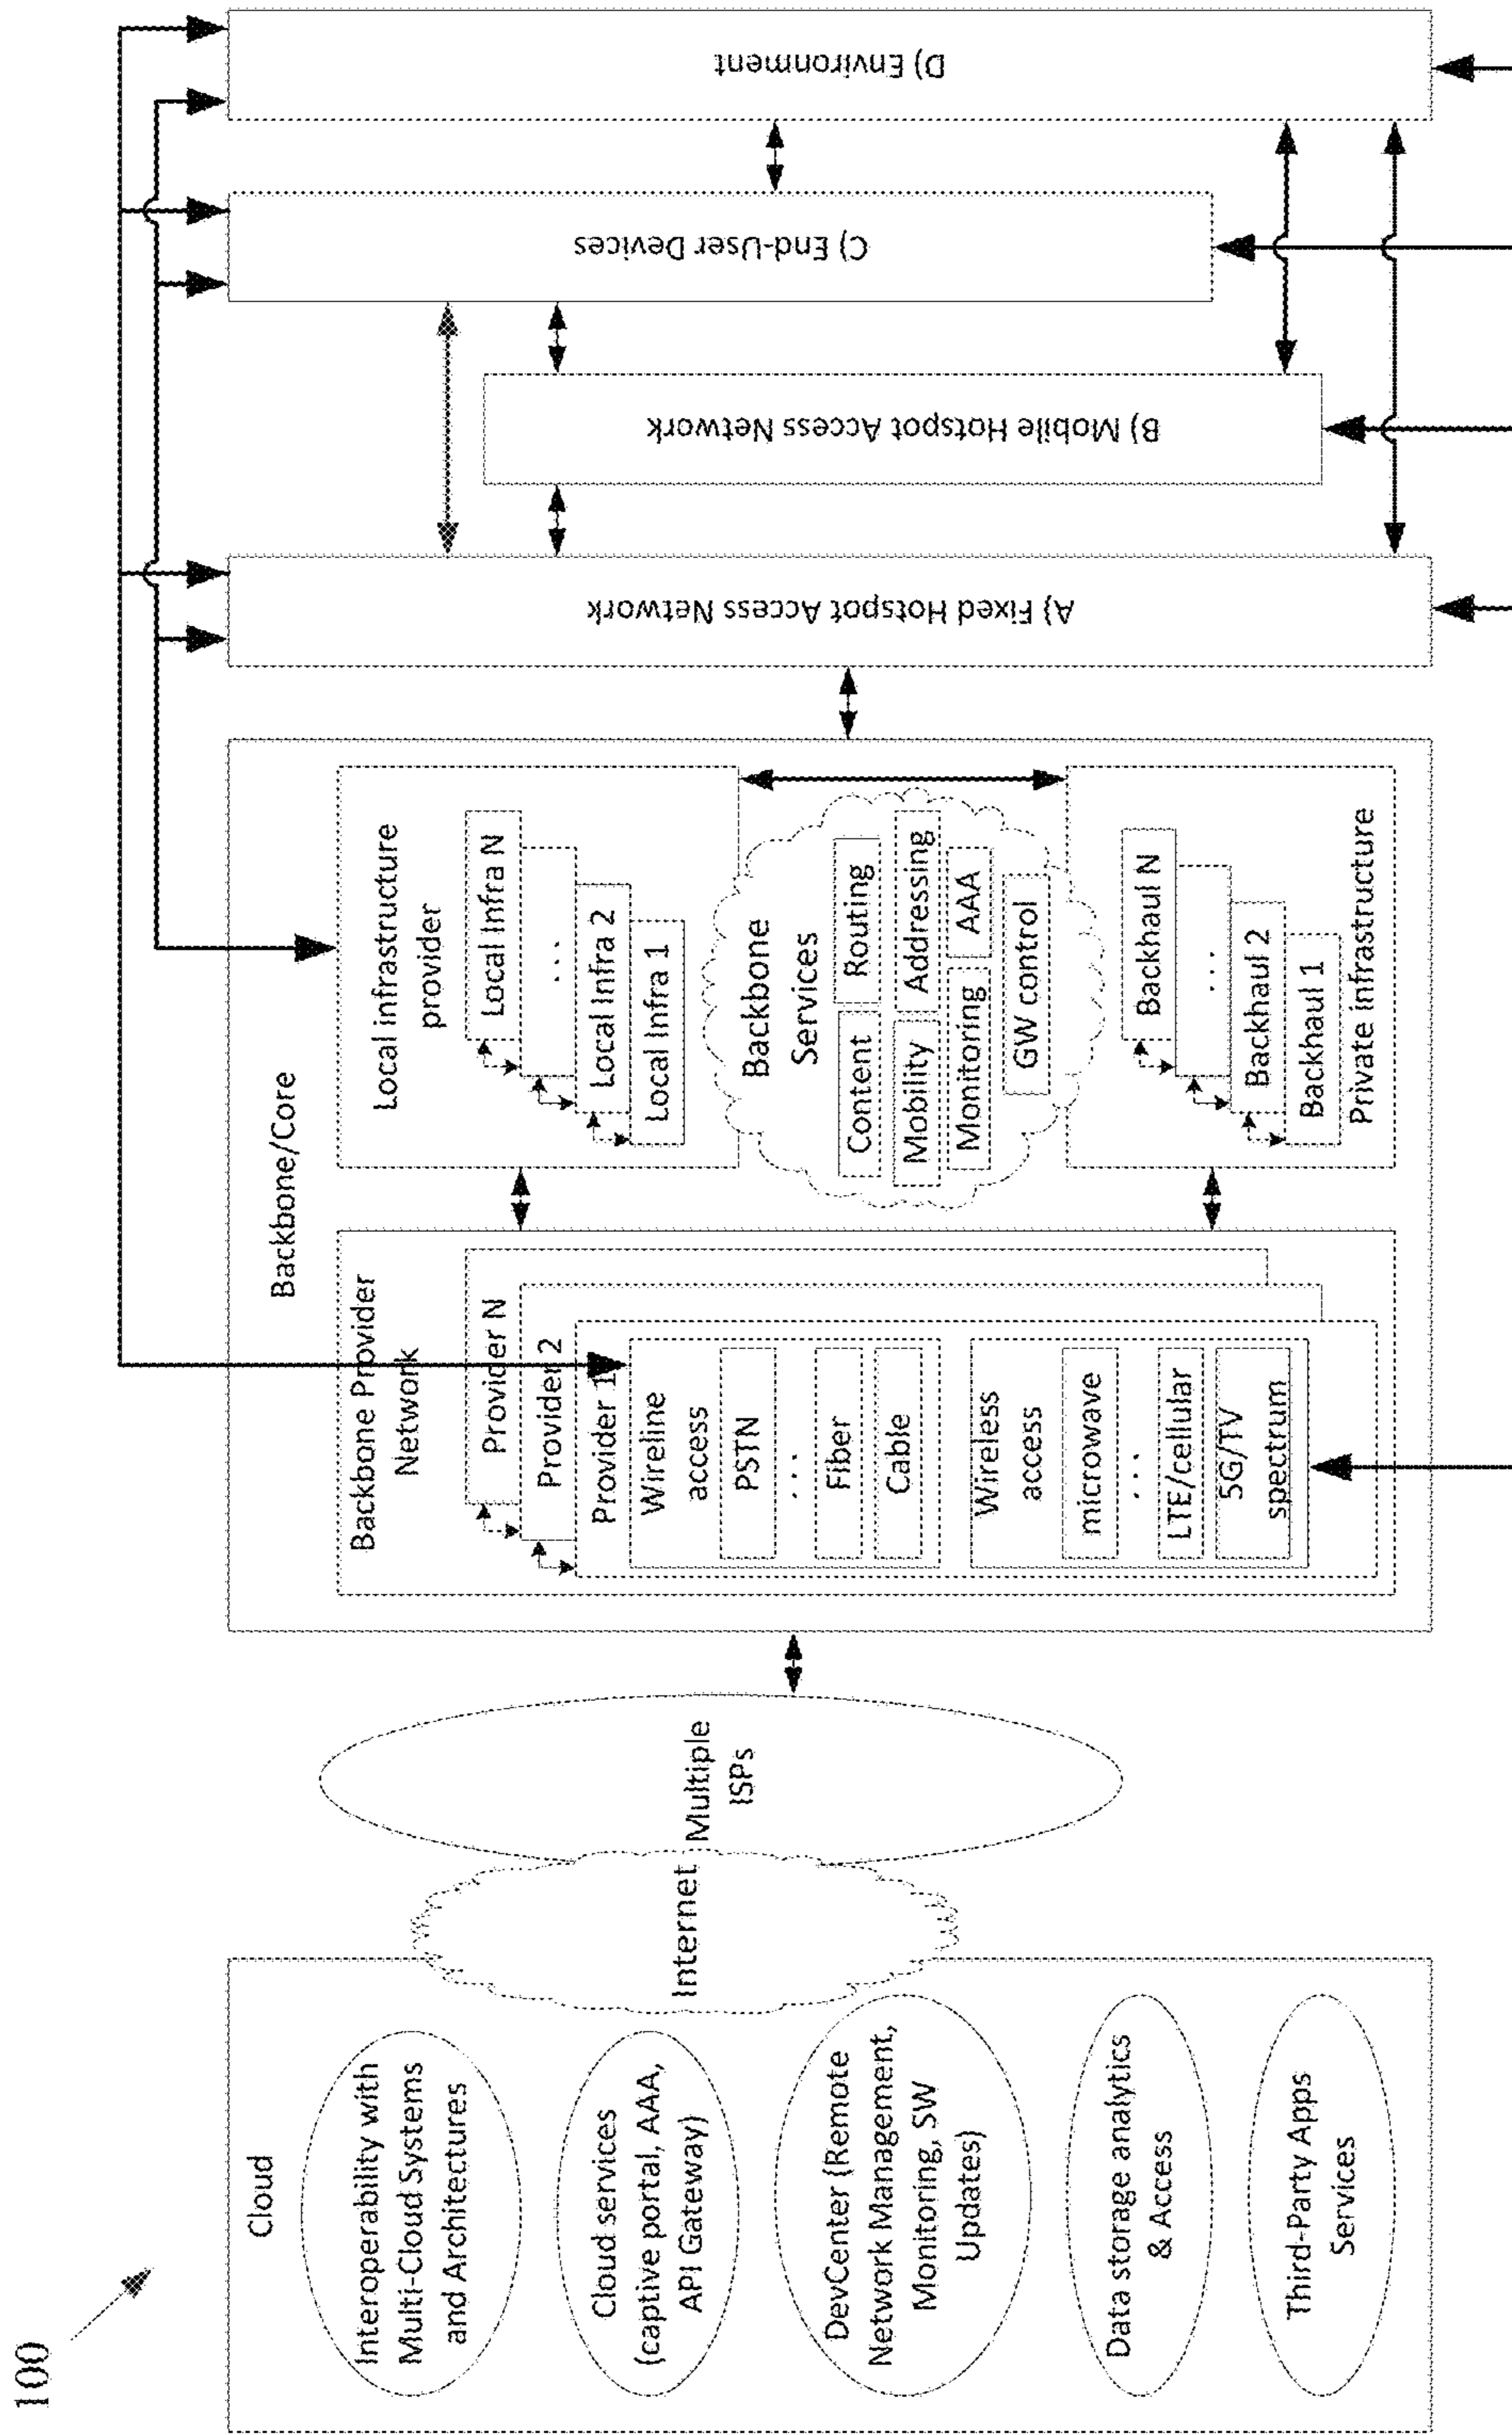 100
Cloud
Interoperability with
Multi-Cloud Systems
and Architectures
Cloud services
(captive portal, AAA,
API Gateway)
DevCenter (Remote
Network Management,
Monitoring, SW
Updates)
Data storage analytics
& Access
Third-Party Apps
Services
Internet
Multiple
ISPs
Backbone/Core
Backbone Provider
Network
Provider N
Provider 2
Provider 1
Wireline
access
PSTN
...
Fiber
Cable
Wireless
access
microwave
...
LTE/cellular
5G/TV
spectrum
Local infrastructure
provider
Local Infra N
...
Local Infra 2
Local Infra 1
Backbone
Services
Content
Routing
Mobility
Addressing
Monitoring
AAA
GW control
Backhaul N
...
Backhaul 2
Backhaul 1
Private infrastructure
A) Fixed Hotspot Access Network
B) Mobile Hotspot Access Network
C) End-User Devices
D) Environment